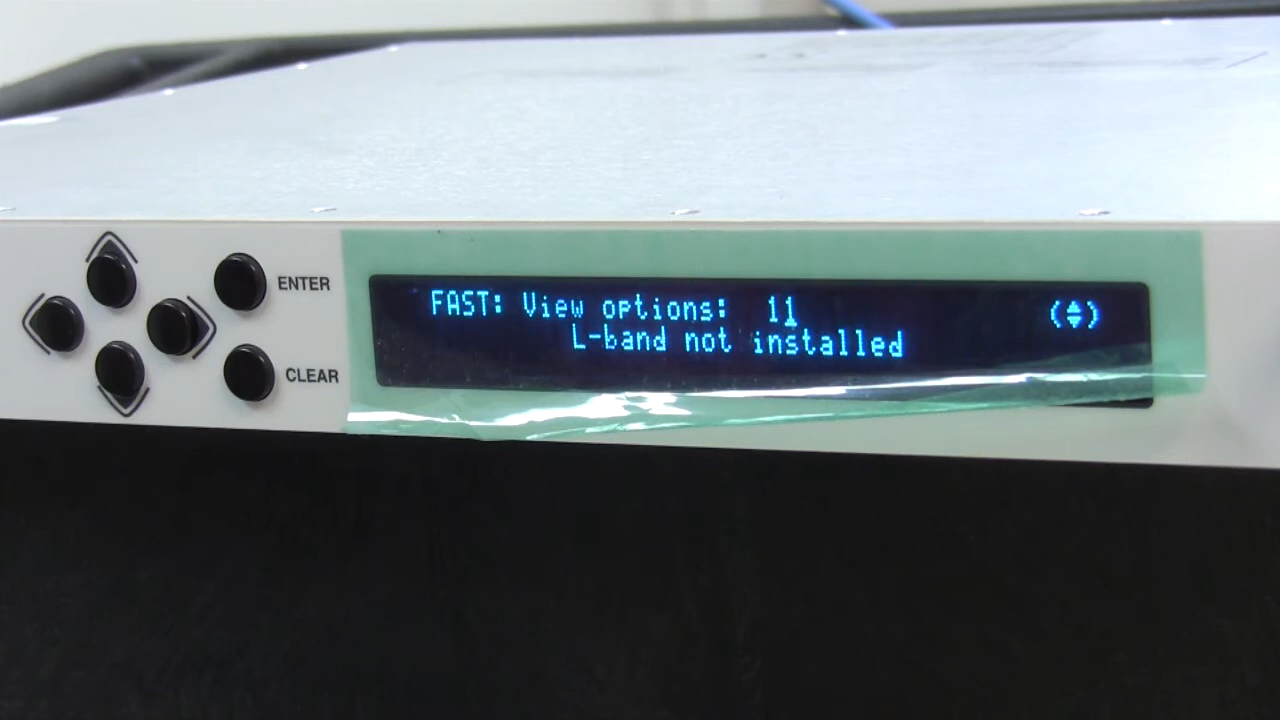 ENTER
CLEAR
FAST: View options: 11 (⬍)
L-band not installed